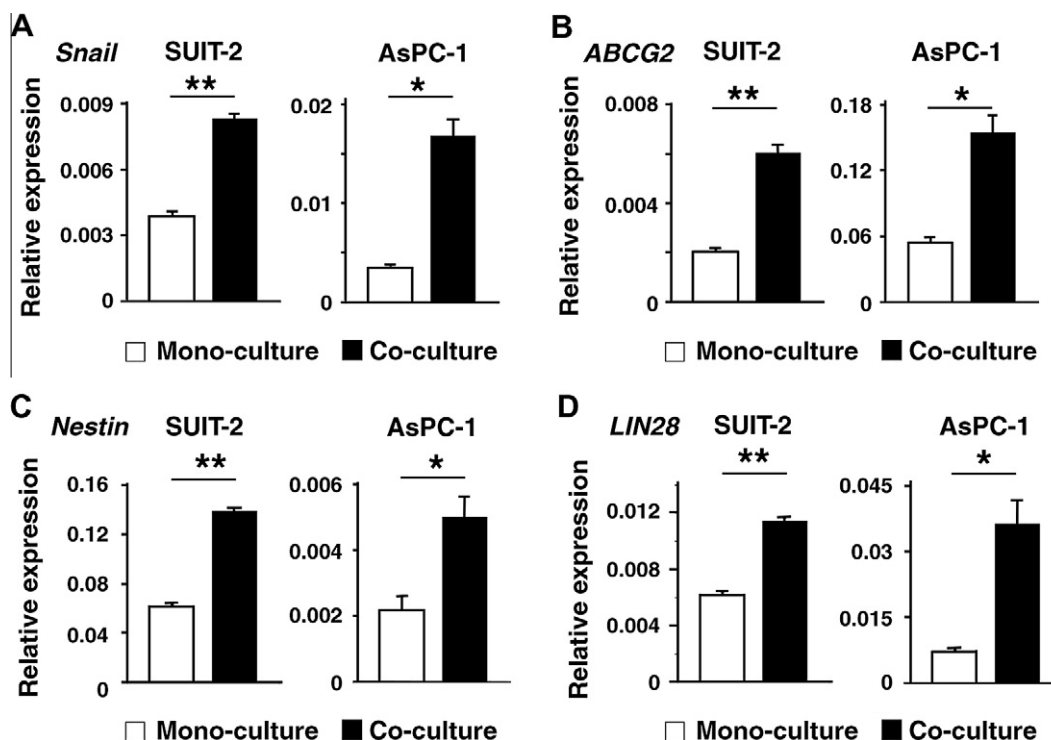 A
Snail SUIT-2 AsPC-1
** *
Relative expression
0.009
0.006
0.003
0
0.02
0.01
0
Mono-culture Co-culture
B
ABCG2 SUIT-2 AsPC-1
** *
Relative expression
0.008
0.004
0
0.18
0.12
0.06
0
Mono-culture Co-culture
C
Nestin SUIT-2 AsPC-1
** *
Relative expression
0.16
0.12
0.08
0.04
0
0.006
0.004
0.002
0
Mono-culture Co-culture
D
LIN28 SUIT-2 AsPC-1
** *
Relative expression
0.012
0.008
0.004
0
0.045
0.03
0.015
0
Mono-culture Co-culture